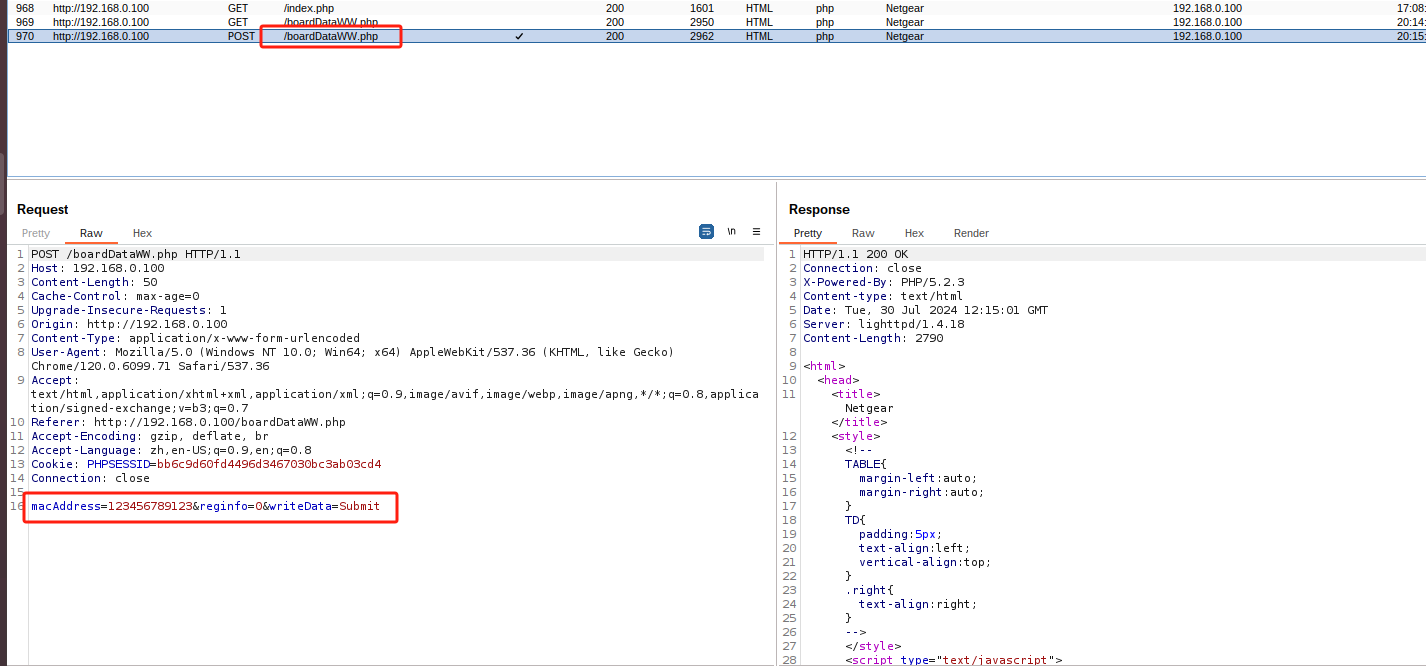 968 http://192.168.0.100 GET /index.php 200 1601 HTML php Netgear 192.168.0.100 17:08:
969 http://192.168.0.100 GET /boardDataWW.php 200 2950 HTML php Netgear 192.168.0.100 20:14:
970 http://192.168.0.100 POST /boardDataWW.php ✓ 200 2962 HTML php Netgear 192.168.0.100 20:15:
Request
Pretty Raw Hex \n
1 POST /boardDataWW.php HTTP/1.1
2 Host: 192.168.0.100
3 Content-Length: 50
4 Cache-Control: max-age=0
5 Upgrade-Insecure-Requests: 1
6 Origin: http://192.168.0.100
7 Content-Type: application/x-www-form-urlencoded
8 User-Agent: Mozilla/5.0 (Windows NT 10.0; Win64; x64) AppleWebKit/537.36 (KHTML, like Gecko)
Chrome/120.0.6099.71 Safari/537.36
9 Accept:
text/html,application/xhtml+xml,application/xml;q=0.9,image/avif,image/webp,image/apng,*/*;q=0.8,applica
tion/signed-exchange;v=b3;q=0.7
10 Referer: http://192.168.0.100/boardDataWW.php
11 Accept-Encoding: gzip, deflate, br
12 Accept-Language: zh,en-US;q=0.9,en;q=0.8
13 Cookie: PHPSESSID=bb6c9d60fd4496d3467030bc3ab03cd4
14 Connection: close
15
16 macAddress=123456789123&reginfo=0&writeData=Submit
Response
Pretty Raw Hex Render
1 HTTP/1.1 200 OK
2 Connection: close
3 X-Powered-By: PHP/5.2.3
4 Content-type: text/html
5 Date: Tue, 30 Jul 2024 12:15:01 GMT
6 Server: lighttpd/1.4.18
7 Content-Length: 2790
8
9 <html>
10 <head>
11 <title>
Netgear
</title>
12 <style>
13 <!--
14 TABLE{
15 margin-left:auto;
16 margin-right:auto;
17 }
18 TD{
19 padding:5px;
20 text-align:left;
21 vertical-align:top;
22 }
23 .right{
24 text-align:right;
25 }
26 -->
27 </style>
28 <script type="text/javascript">